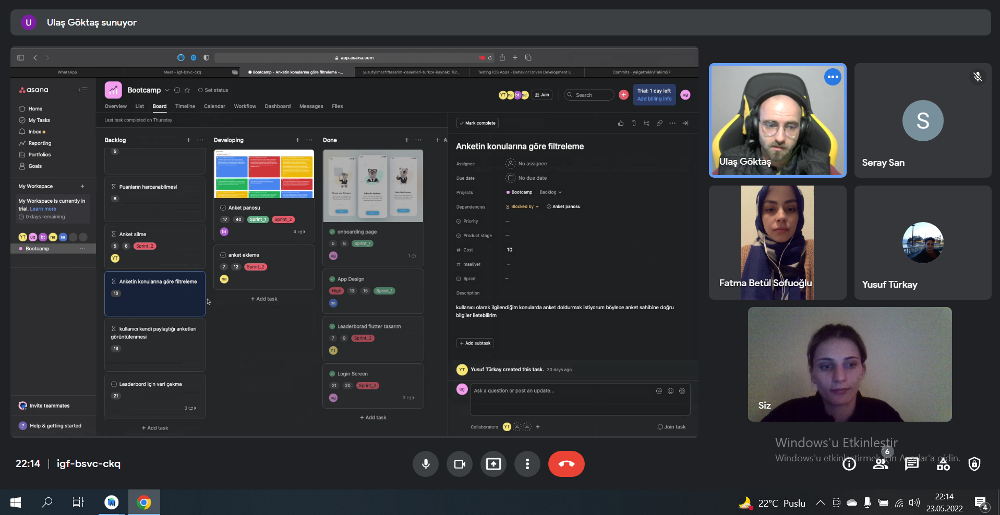 U Ulaş Göktaş sunuyor
app.asana.com
WhatsApp
Meet - igf-bsvc-ckq
Bootcamp - Anketin konularına göre filtreleme -...
yusufyilmazfr/tasarim-desenleri-turkce-kaynak: Tür...
Testing iOS Apps - Behavior Driven Development U...
Commits · yalgettekin/Takim57
asana
Home
My Tasks
Inbox
Reporting
Portfolios
Goals
My Workspace +
My Workspace is currently in
trial. Learn more
0 days remaining
YT ug bt na sa
Bootcamp ...
Invite teammates
? Help & getting started
Bootcamp
Set status
Overview List Board Timeline Calendar Workflow Dashboard Messages Files
YT na bt se
Join
Search
Trial: 1 day left
Add billing info
ug
Last task completed on Thursday
Backlog + ...
5
Puanların harcanabilmesi
8
Anket silme
5 6 Sprint_2
YT
Anketin konularına göre filtreleme
10
kullanıcı kendi paylaştığı anketleri
görüntülenmesi
13
Leaderbord için veri çekme
21
3
+ Add task
Developing + ...
Anket panosu
17 40 Sprint_1 Sprint_2
bt
4
anket ekleme
7 12 Sprint_2
na
+ Add task
Done + ...
onboarding page
5 8 Sprint_1
ug
1
App Design
High 13 15 Sprint_1
sa
Leaderborad flutter tasarım
7 9 Sprint_2
YT
Login Screen
21 20 Sprint_2
ug
3
+ Add task
+ A
Mark complete
Anketin konularına göre filtreleme
Assignee No assignee
Due date No due date
Projects Bootcamp Backlog
Dependencies Blocked by Anket panosu
Priority —
Product stage —
# Cost 10
# maaliyet —
Sprint —
Description
kullanıcı olarak ilgilendiğim konularda anket doldurmak istiyorum böylece anket sahibine doğru
bilgiler iletebilirim
+ Add subtask
YT Yusuf Türkay created this task. 30 days ago
ug Ask a question or post an update...
Collaborators YT +
Join task
Ulaş Göktaş
S
Seray San
Fatma Betül Sofuoğlu
Yusuf Türkay
Siz
Windows'u Etkinleştir
Windows'u etkinleştirmek için Ayarlar'a gidin.
22:14 | igf-bsvc-ckq
6
22°C Puslu
22:14
23.05.2022
4